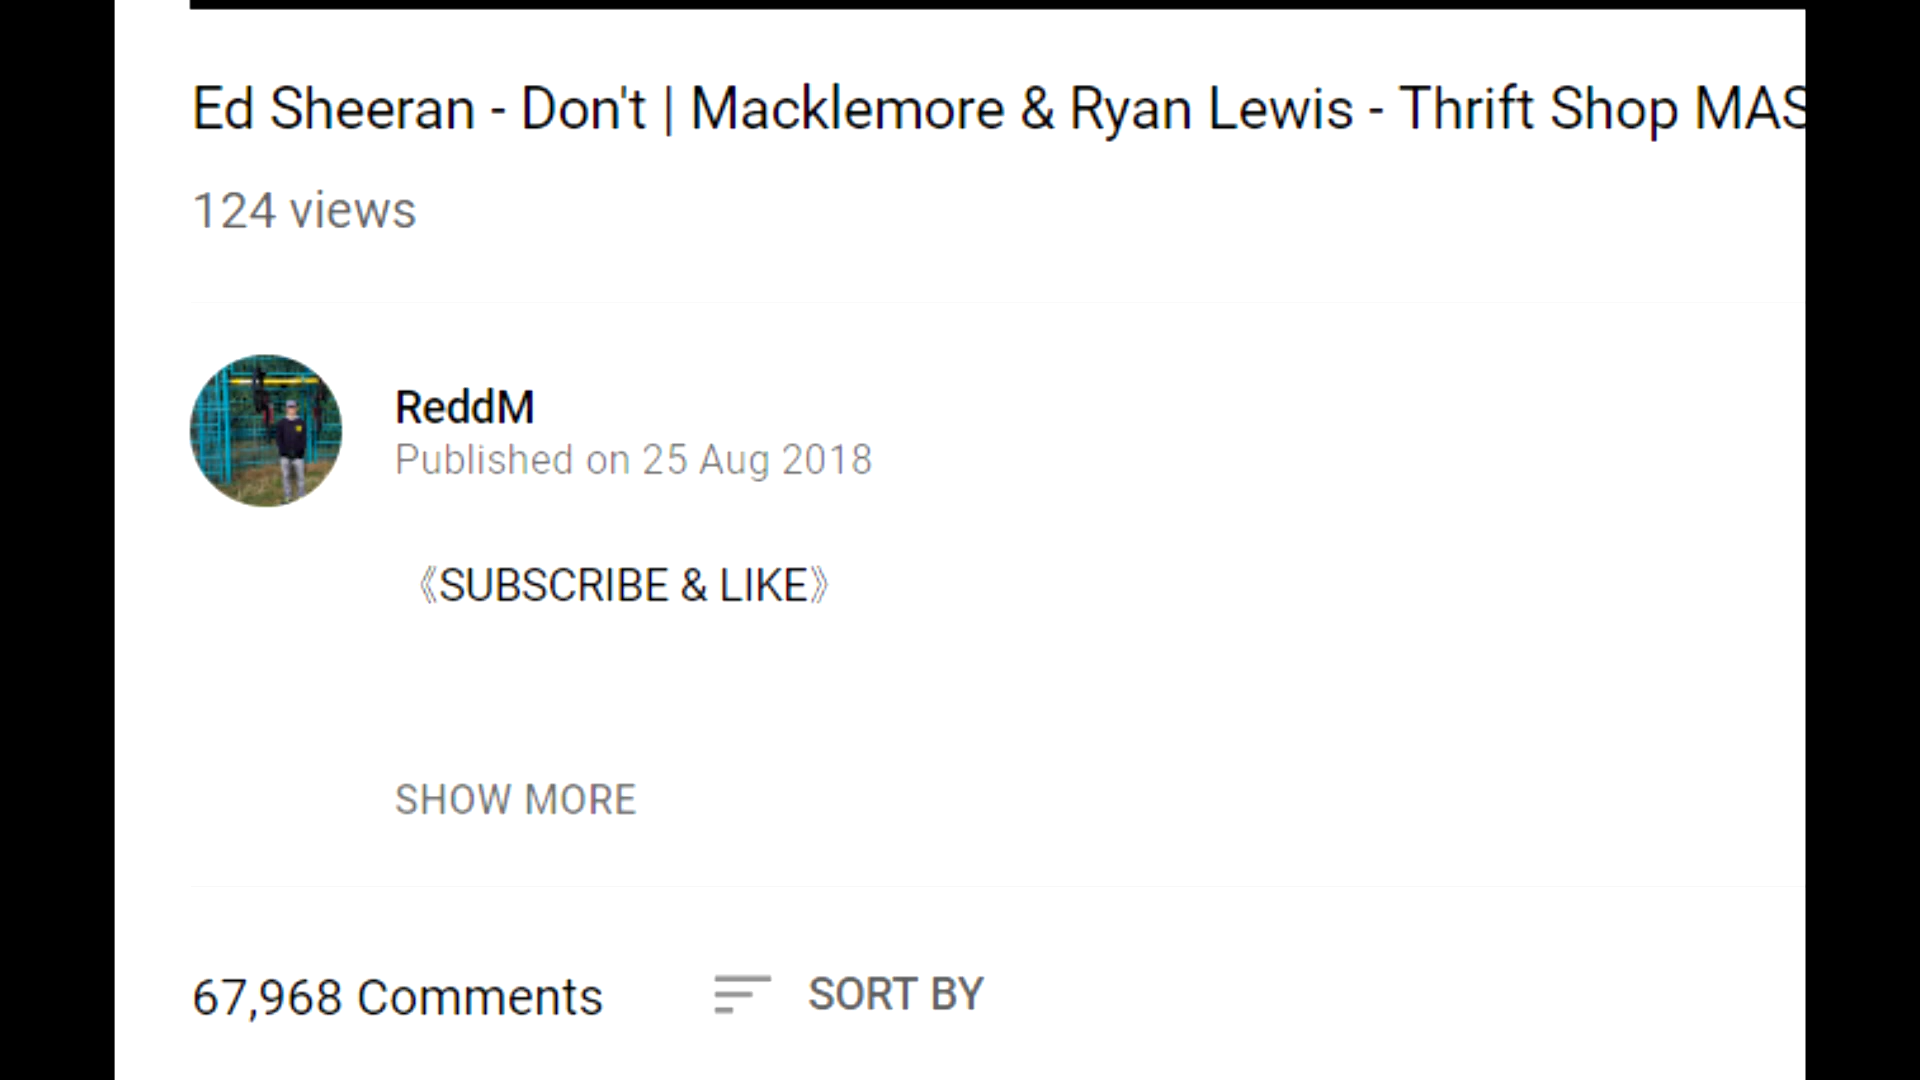 Ed Sheeran - Don't | Macklemore & Ryan Lewis - Thrift Shop MAS
124 views
ReddM
Published on 25 Aug 2018
《SUBSCRIBE & LIKE》
SHOW MORE
67,968 Comments SORT BY